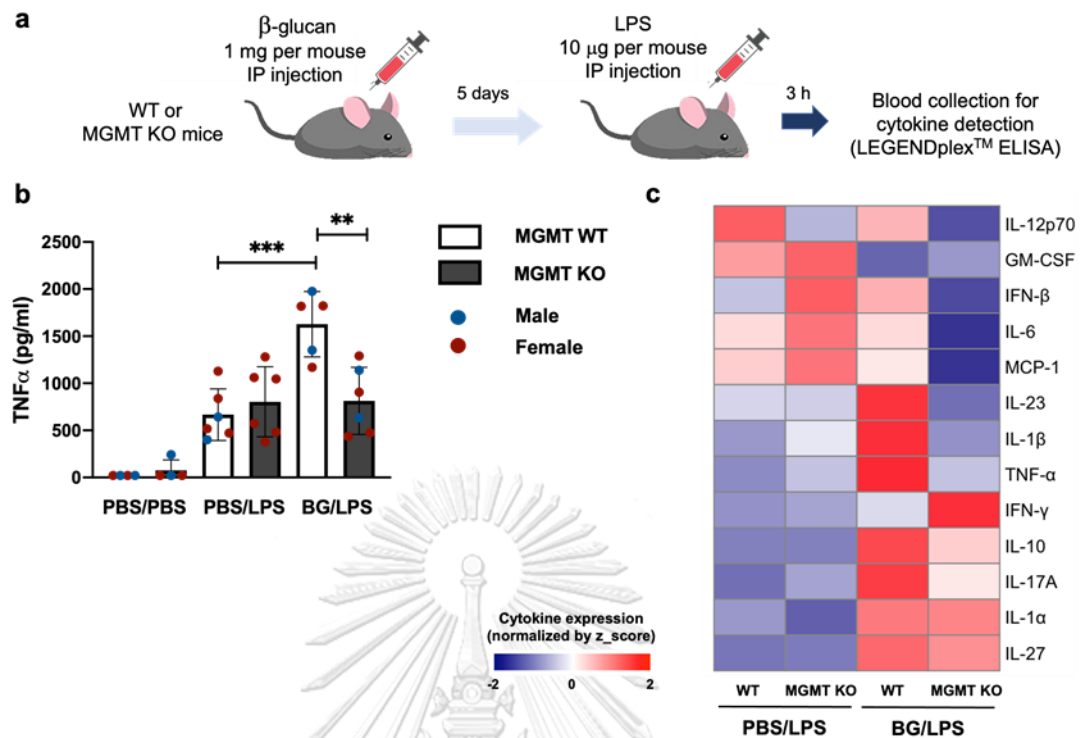 a
β-glucan
1 mg per mouse
IP injection
LPS
10 μg per mouse
IP injection
WT or
MGMT KO mice
5 days
3 h
Blood collection for
cytokine detection
(LEGENDplex™ ELISA)
b
TNFα (pg/ml)
2500
2000
1500
1000
500
0
***
**
PBS/PBS
PBS/LPS
BG/LPS
MGMT WT
MGMT KO
Male
Female
Cytokine expression
(normalized by z_score)
-2
0
2
c
IL-12p70
GM-CSF
IFN-β
IL-6
MCP-1
IL-23
IL-1β
TNF-α
IFN-γ
IL-10
IL-17A
IL-1α
IL-27
WT MGMT KO WT MGMT KO
PBS/LPS BG/LPS